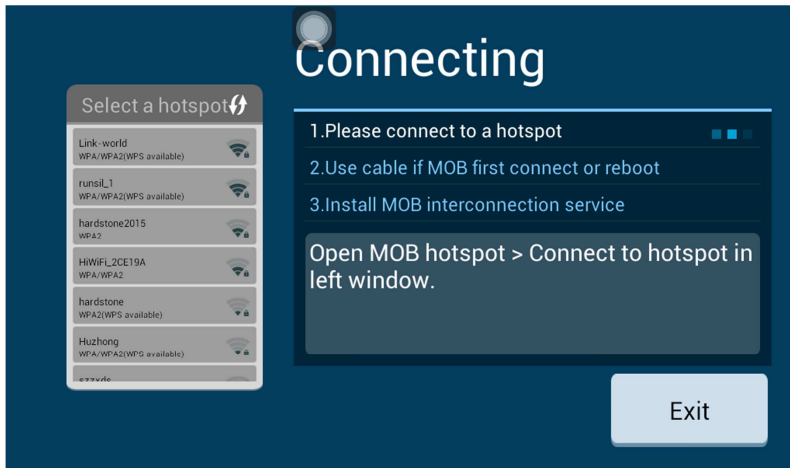 Connecting
Select a hotspot
Link-world
WPA/WPA2(WPS available)
runsil_1
WPA/WPA2(WPS available)
hardstone2015
WPA2
HiWiFi_2CE19A
WPA/WPA2
hardstone
WPA2(WPS available)
Huzhong
WPA/WPA2(WPS available)
szzxds
1.Please connect to a hotspot
2.Use cable if MOB first connect or reboot
3.Install MOB interconnection service
Open MOB hotspot > Connect to hotspot in
left window.
Exit